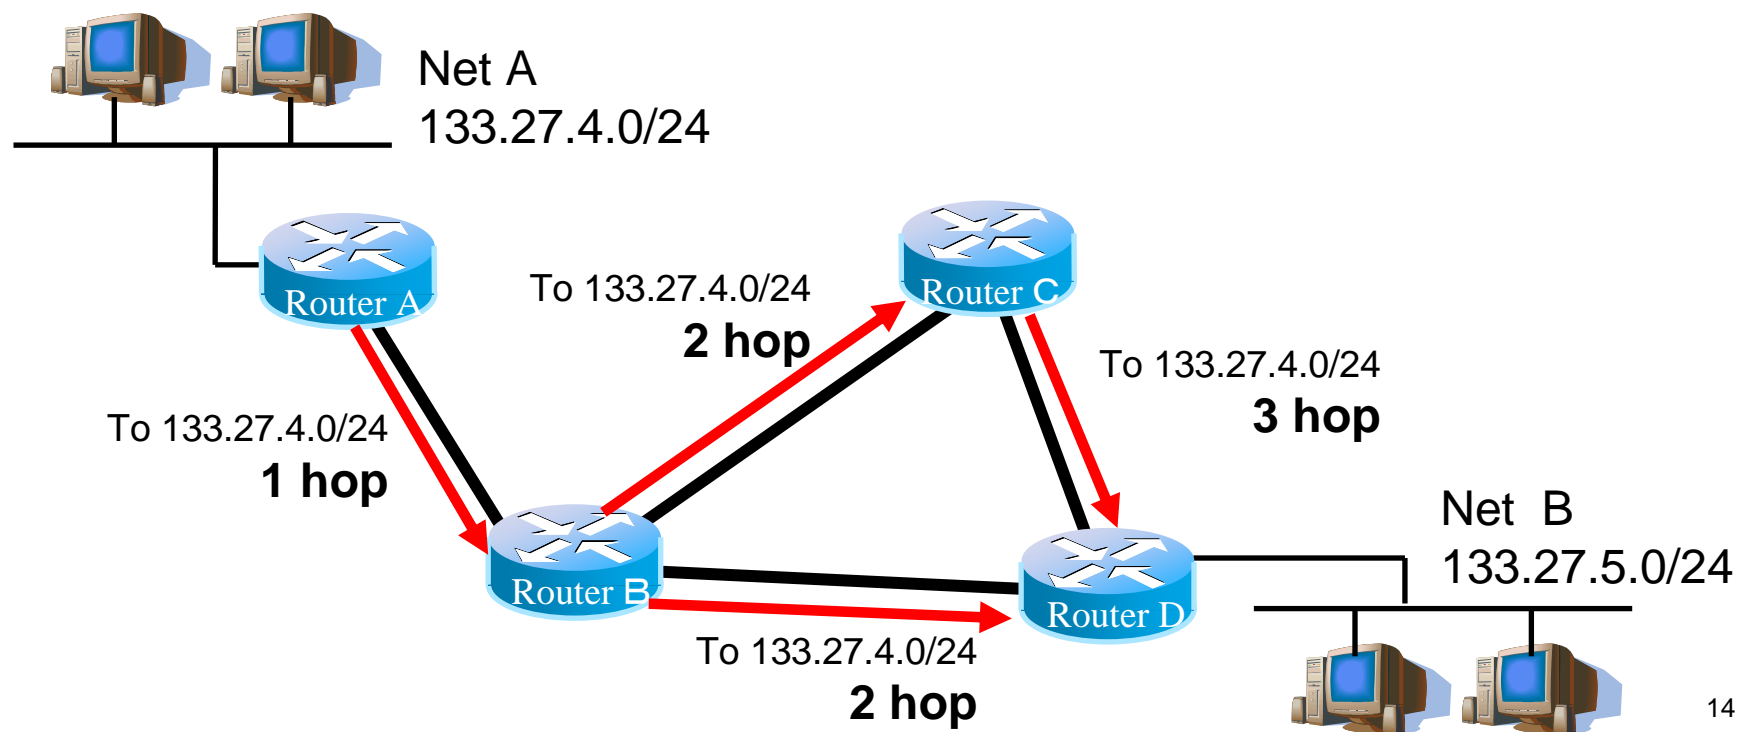 Net A
133.27.4.0/24
Router A
Router C
To 133.27.4.0/24
2 hop
To 133.27.4.0/24
3 hop
To 133.27.4.0/24
1 hop
Net B
133.27.5.0/24
Router B
Router D
To 133.27.4.0/24
2 hop
14